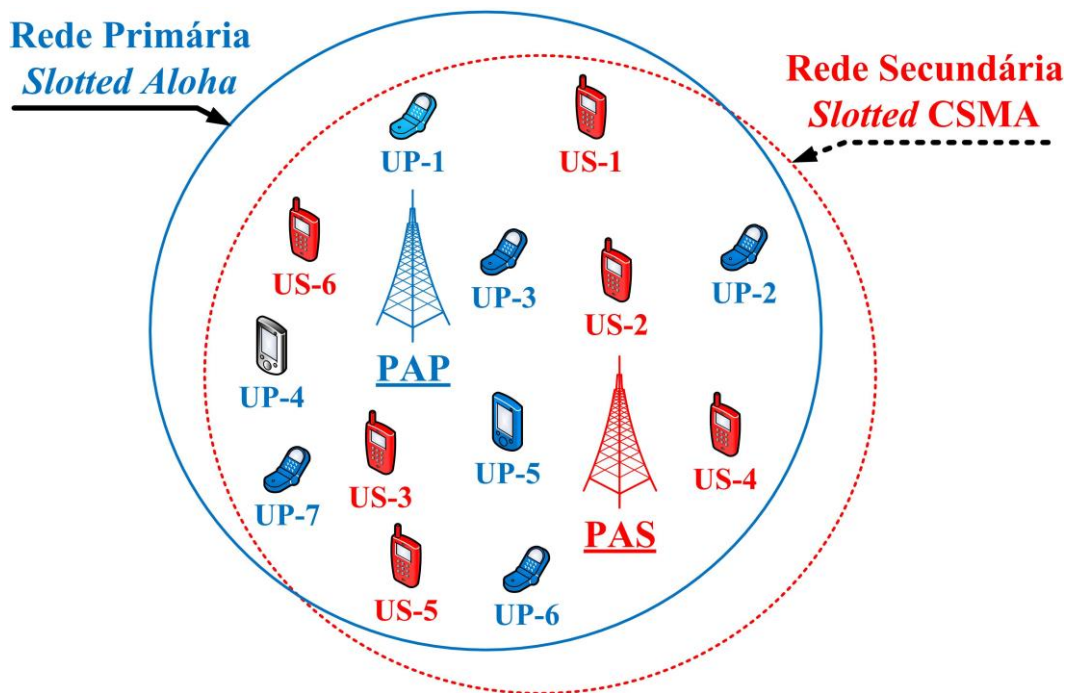 Rede Primária
Slotted Aloha
Rede Secundária
Slotted CSMA
UP-1
US-1
US-6
UP-3
US-2
UP-2
PAP
UP-4
UP-5
US-4
US-3
UP-7
PAS
US-5
UP-6